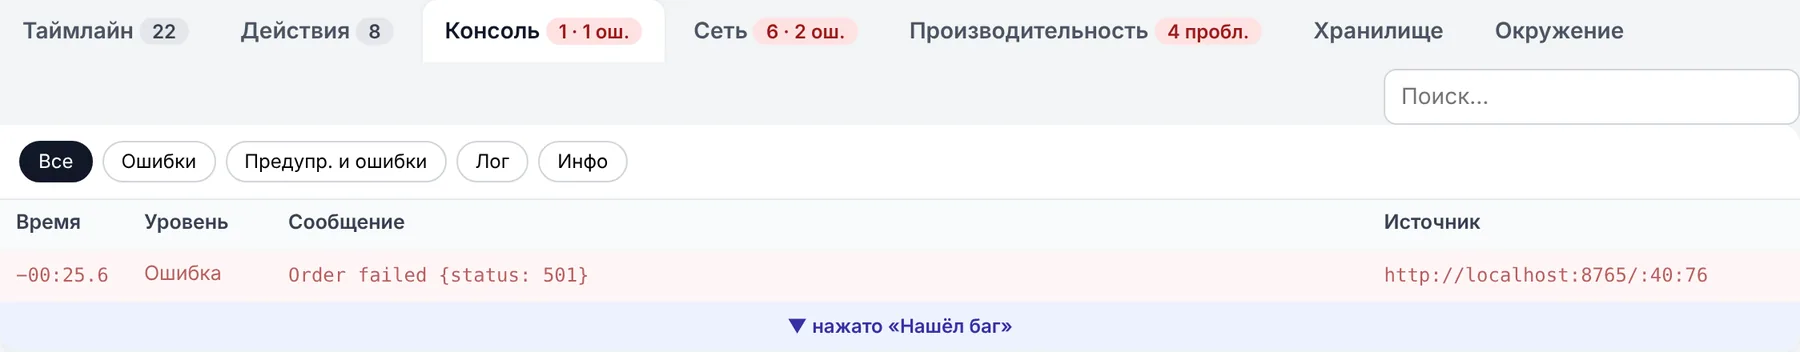 Таймлайн 22 Действия 8 Консоль 1 · 1 ош. Сеть 6 · 2 ош. Производительность 4 пробл. Хранилище Окружение
Поиск...
Все Ошибки Предупр. и ошибки Лог Инфо
Время Уровень Сообщение Источник
−00:25.6 Ошибка Order failed {status: 501} http://localhost:8765/:40:76
▼ нажато «Нашёл баг»